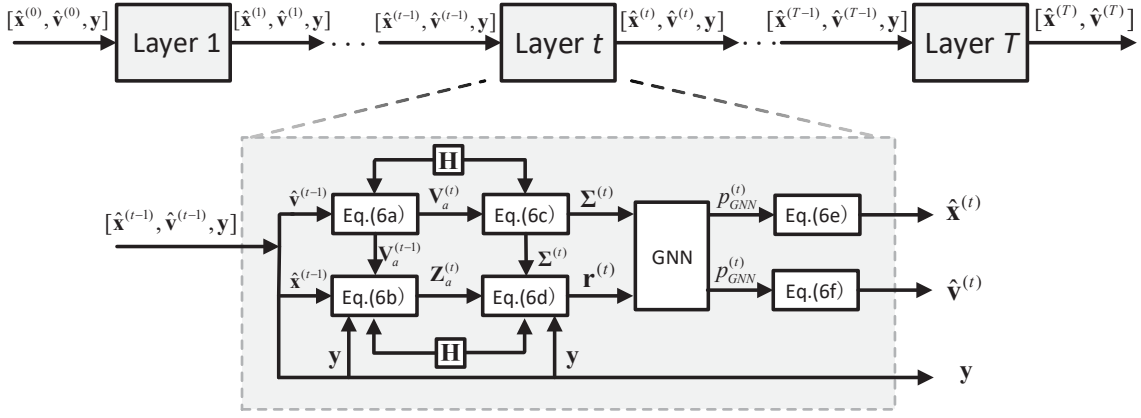 [x̂^(0), v̂^(0), y] Layer 1 [x̂^(1), v̂^(1), y] · · · [x̂^(t−1), v̂^(t−1), y] Layer t [x̂^(t), v̂^(t), y] · · · [x̂^(T−1), v̂^(T−1), y] Layer T [x̂^(T), v̂^(T)]
H
v̂^(t-1) Eq.(6a) V_a^(t) Eq.(6c) Σ^(t) p_GNN^(t) Eq.(6e) x̂^(t)
[x̂^(t-1), v̂^(t-1), y]
V_a^(t−1) Σ^(t) GNN
x̂^(t-1) Eq.(6b) Z_a^(t) Eq.(6d) r^(t) p_GNN^(t) Eq.(6f) v̂^(t)
y H y
y